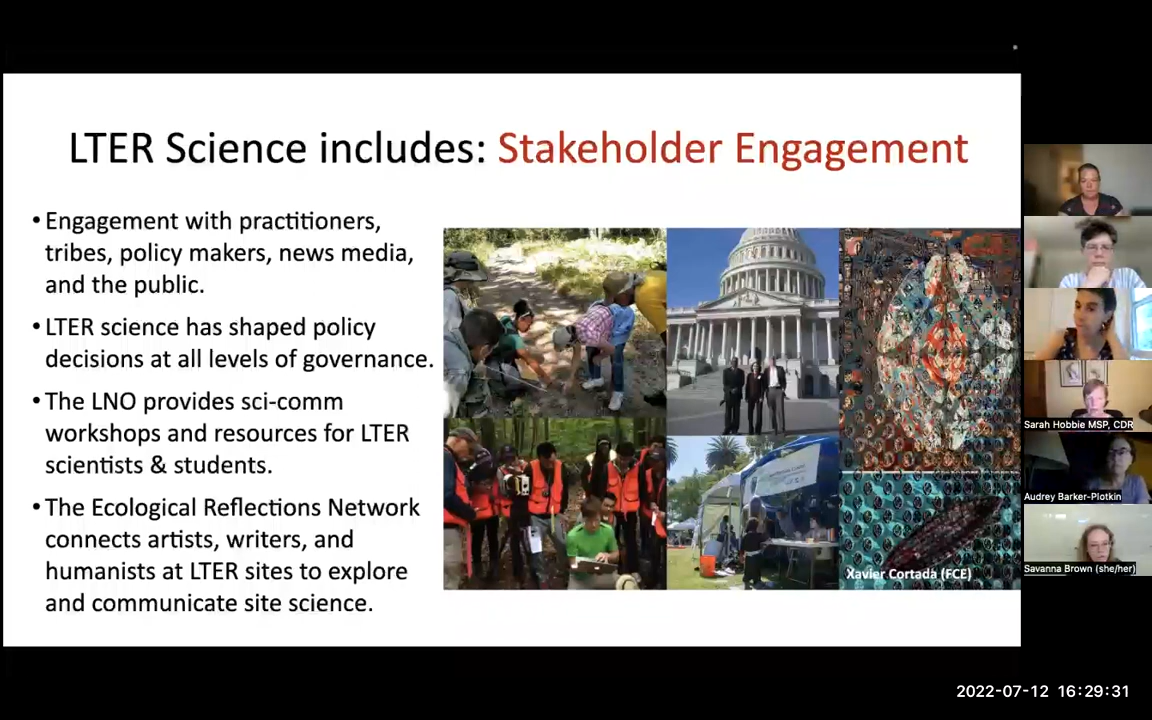 LTER Science includes: Stakeholder Engagement
• Engagement with practitioners,
tribes, policy makers, news media,
and the public.
• LTER science has shaped policy
decisions at all levels of governance.
• The LNO provides sci-comm
workshops and resources for LTER
scientists & students.
• The Ecological Reflections Network
connects artists, writers, and
humanists at LTER sites to explore
and communicate site science.
Xavier Cortada (FCE)
Sarah Hobbie MSP, CDR
Audrey Barker-Plotkin
Savanna Brown (she/her)
2022-07-12 16:29:31